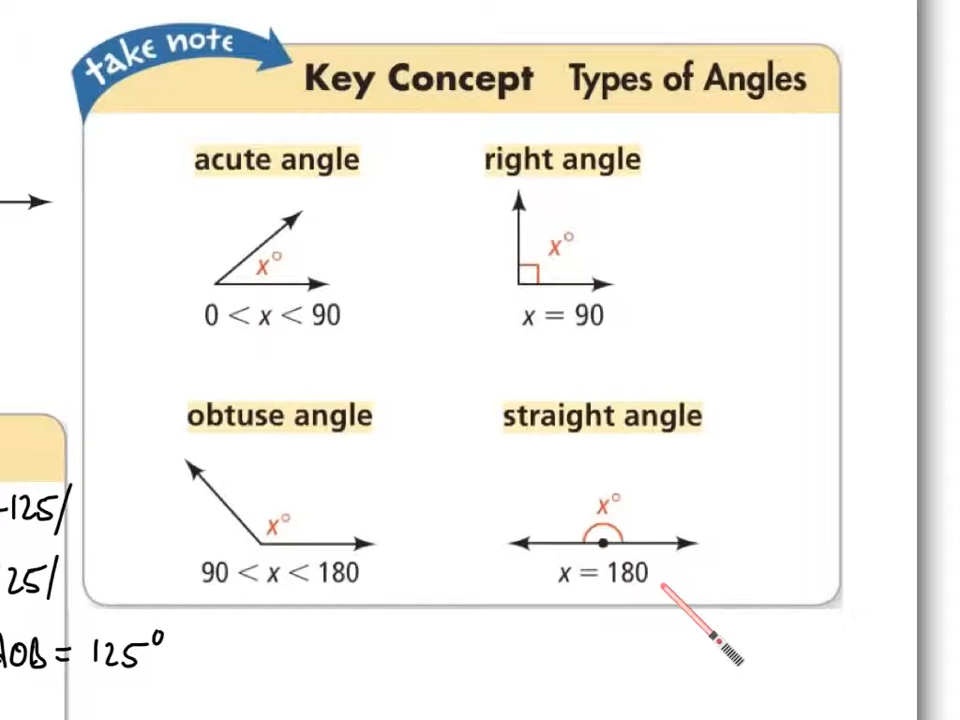 take note
Key Concept Types of Angles
acute angle
right angle
x°
x°
0 < x < 90
x = 90
obtuse angle
straight angle
x°
x°
90 < x < 180
x = 180
-125/
25/
AOB = 125°